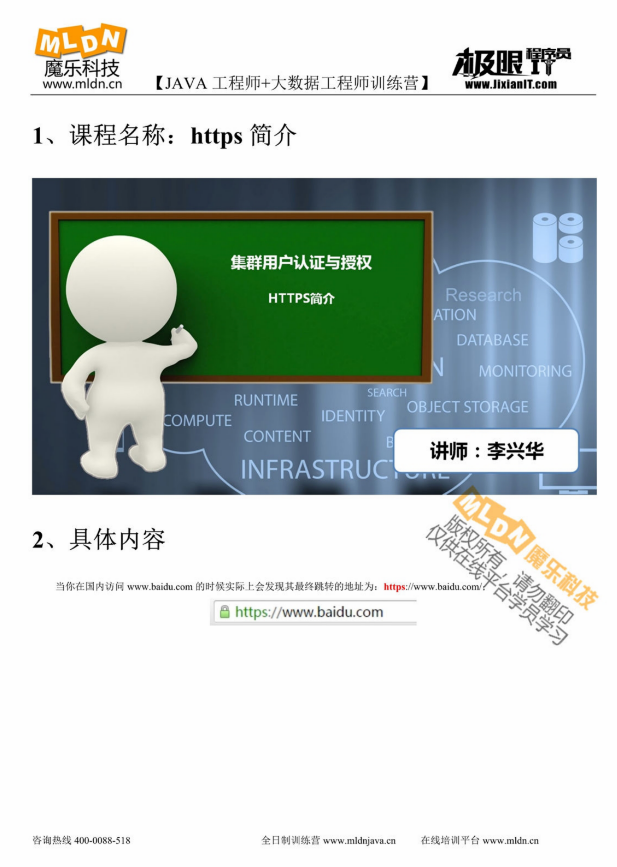 MLDN
魔乐科技
www.mldn.cn
【JAVA 工程师+大数据工程师训练营】
极限IT程序员
www.JixianIT.com
1、课程名称：https 简介
集群用户认证与授权
HTTPS简介
Research
ATION
DATABASE
N
MONITORING
SEARCH
RUNTIME
OBJECT STORAGE
IDENTITY
COMPUTE
CONTENT
B
讲师：李兴华
INFRASTRUCTURE
2、具体内容
MLDN 魔乐科技
版权所有，请勿翻印
仅供在线平台学员学习
当你在国内访问 www.baidu.com 的时候实际上会发现其最终跳转的地址为：https://www.baidu.com/；
https://www.baidu.com
咨询热线 400-0088-518
全日制训练营 www.mldnjava.cn
在线培训平台 www.mldn.cn